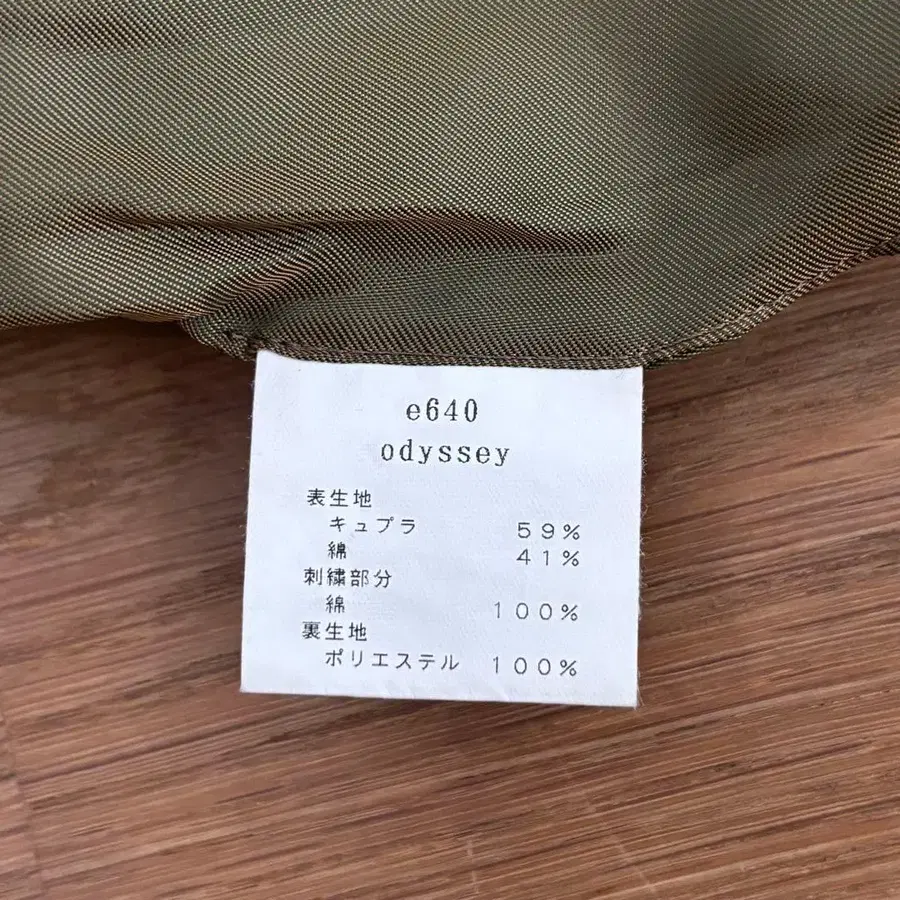 e640
odyssey
表生地
キュプラ 59%
綿 41%
刺繍部分
綿 100%
裏生地
ポリエステル 100%